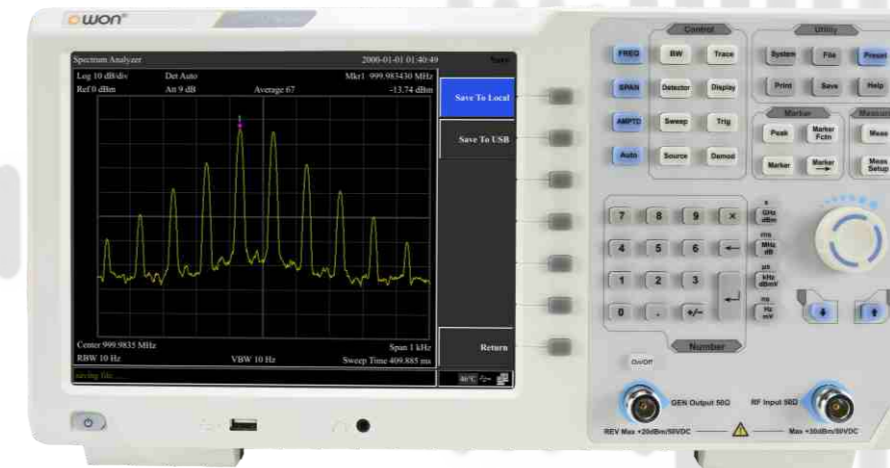 owon®
Spectrum Analyzer 2000-01-01 01:40:49 Save
Log 10 dB/div Det Auto Mkr1 999.983430 MHz
Ref 0 dBm Att 9 dB Average 67 -13.74 dBm
1
Save To Local
Save To USB
Return
Center 999.9835 MHz Span 1 kHz
RBW 10 Hz VBW 10 Hz Sweep Time 409.885 ms
saving file....
46°C
Control
FREQ BW Trace
SPAN Detector Display
AMPTD Sweep Trig
Auto Source Demod
Utility
System File Preset
Print Save Help
Marker
Peak Marker Fctn
Marker Marker →
Meas
Meas Setup
7 8 9 ×
4 5 6 ←
1 2 3
0 . +/-
s
GHz
dBm
ms
MHz
dB
µs
kHz
dBmV
ns
Hz
mV
Number
On/Off
GEN Output 50Ω RF Input 50Ω
REV Max +20dBm/50VDC Max +30dBm/50VDC